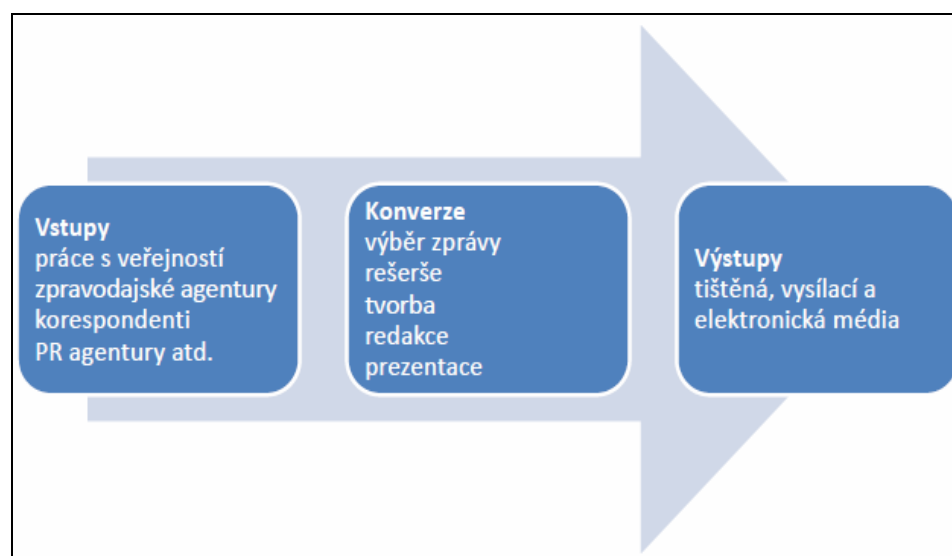 Vstupy
práce s veřejností
zpravodajské agentury
korespondenti
PR agentury atd.
Konverze
výběr zprávy
rešerše
tvorba
redakce
prezentace
Výstupy
tištěná, vysílací a
elektronická média